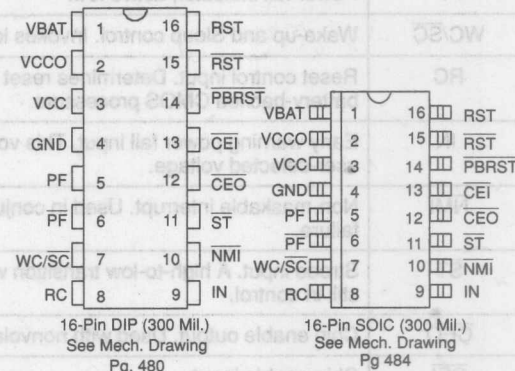 VBAT 1 16 RST
VCCO 2 15 RST
VCC 3 14 PBRST
GND 4 13 CEI
PF 5 12 CEO
PF 6 11 ST
WC/SC 7 10 NMI
RC 8 9 IN
16-Pin DIP (300 Mil.)
See Mech. Drawing
Pg. 480
VBAT 1 16 RST
VCCO 2 15 RST
VCC 3 14 PBRST
GND 4 13 CEI
PF 5 12 CEO
PF 6 11 ST
WC/SC 7 10 NMI
RC 8 9 IN
16-Pin SOIC (300 Mil.)
See Mech. Drawing
Pg 484